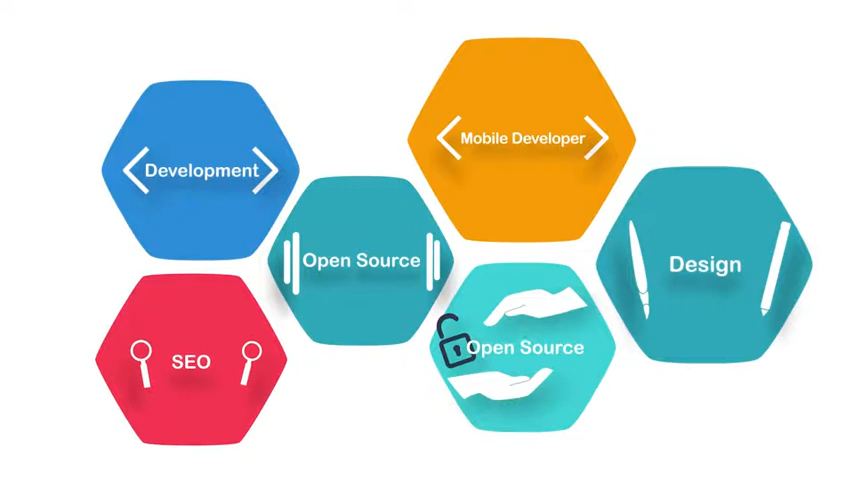 Development
Mobile Developer
Open Source
Design
SEO
Open Source